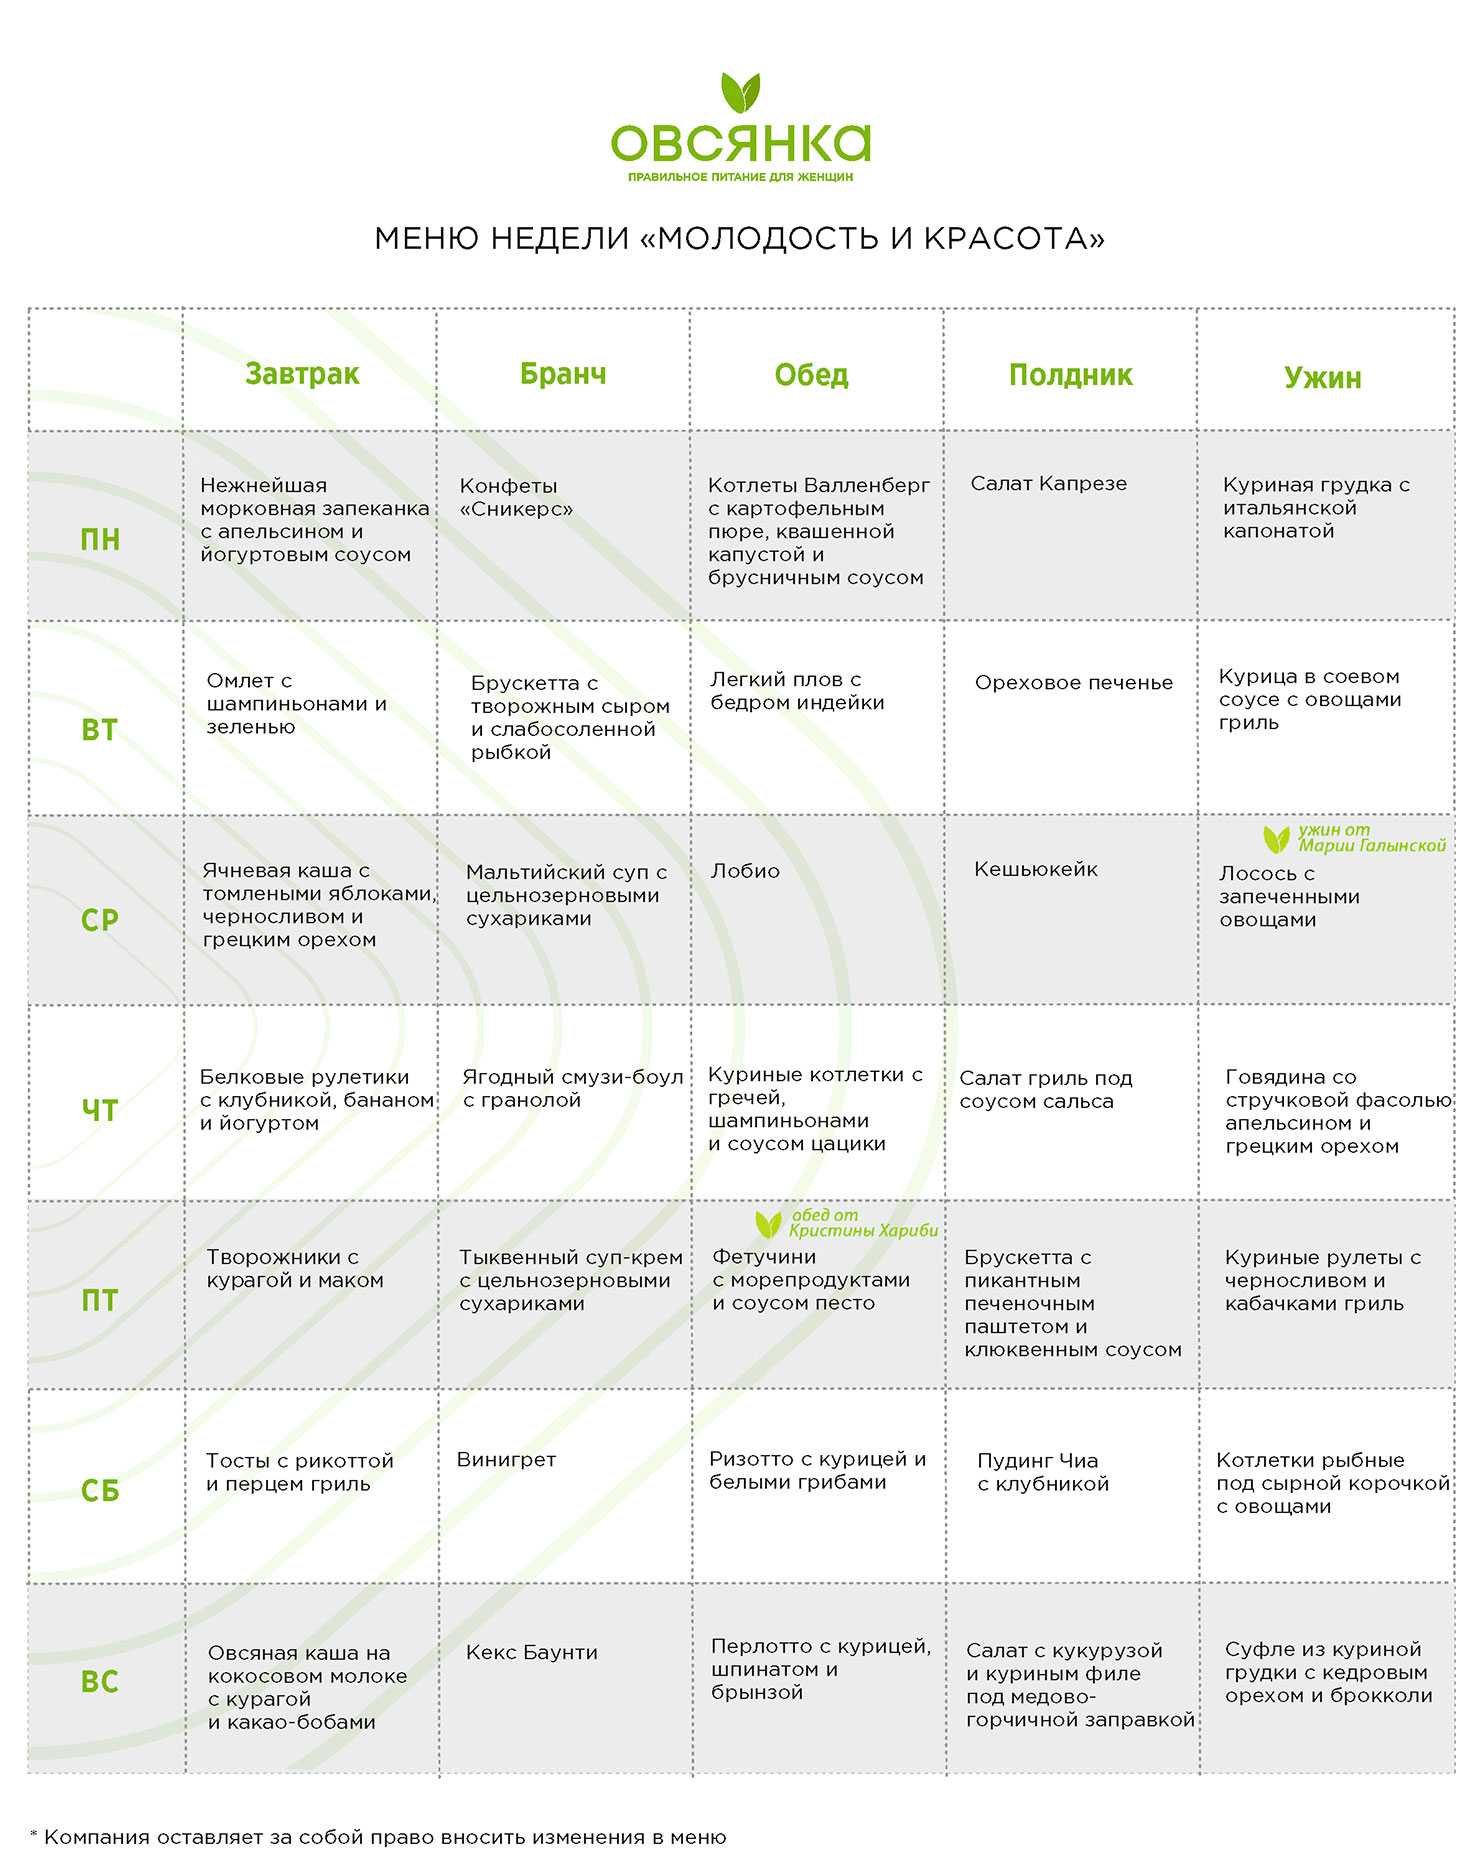 ОВСЯНКА
ПРАВИЛЬНОЕ ПИТАНИЕ ДЛЯ ЖЕНЩИН
МЕНЮ НЕДЕЛИ «МОЛОДОСТЬ И КРАСОТА»
Завтрак
Бранч
Обед
Полдник
Ужин
ПН
Нежнейшая
морковная запеканка
с апельсином и
йогуртовым соусом
Конфеты
«Сникерс»
Котлеты Валленберг
с картофельным
пюре, квашенной
капустой и
брусничным соусом
Салат Капрезе
Куриная грудка с
итальянской
капонатой
ВТ
Омлет с
шампиньонами и
зеленью
Брускетта с
творожным сыром
и слабосоленной
рыбкой
Легкий плов с
бедром индейки
Ореховое печенье
Курица в соевом
соусе с овощами
гриль
СР
Ячневая каша с
томлеными яблоками,
черносливом и
грецким орехом
Мальтийский суп с
цельнозерновыми
сухариками
Лобио
Кешьюкейк
ужин от
Марии Галынской
Лосось с
запеченными
овощами
ЧТ
Белковые рулетики
с клубникой, бананом
и йогуртом
Ягодный смузи-боул
с гранолой
Куриные котлетки с
гречей,
шампиньонами
и соусом цацики
Салат гриль под
соусом сальса
Говядина со
стручковой фасолью
апельсином и
грецким орехом
ПТ
Творожники с
курагой и маком
Тыквенный суп-крем
с цельнозерновыми
сухариками
обед от
Кристины Хариби
Фетучини
с морепродуктами
и соусом песто
Брускетта с
пикантным
печеночным
паштетом и
клюквенным соусом
Куриные рулеты с
черносливом и
кабачками гриль
СБ
Тосты с рикоттой
и перцем гриль
Винигрет
Ризотто с курицей и
белыми грибами
Пудинг Чиа
с клубникой
Котлетки рыбные
под сырной корочкой
с овощами
ВС
Овсяная каша на
кокосовом молоке
с курагой
и какао-бобами
Кекс Баунти
Перлотто с курицей,
шпинатом и
брынзой
Салат с кукурузой
и куриным филе
под медово-
горчичной заправкой
Суфле из куриной
грудки с кедровым
орехом и брокколи
* Компания оставляет за собой право вносить изменения в меню